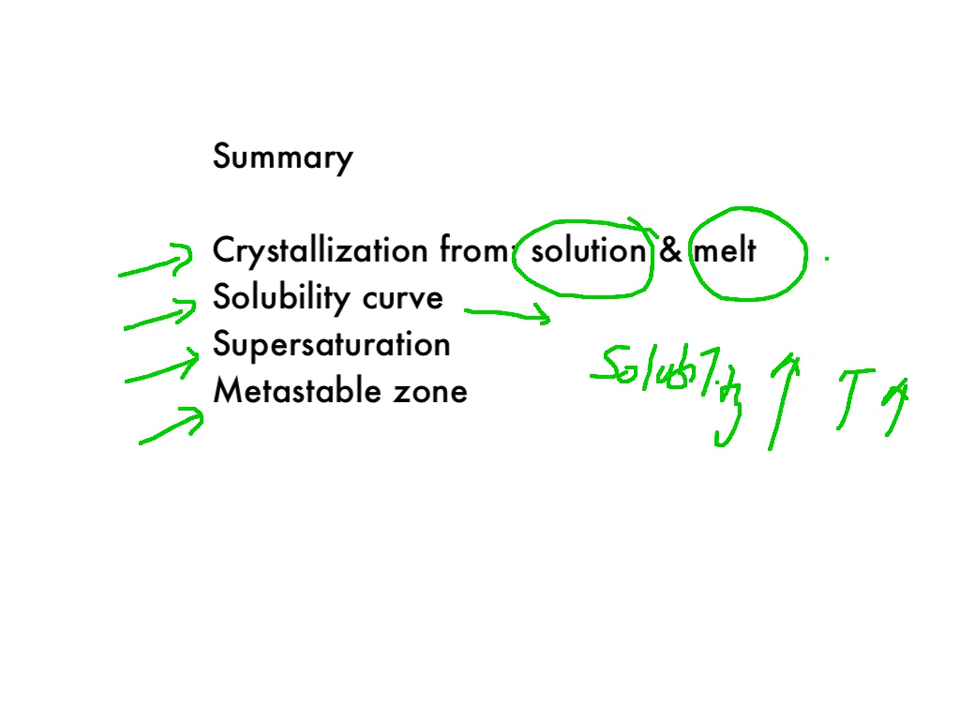 Summary
Crystallization from: solution & melt
Solubility curve
Supersaturation
Metastable zone
Solubility ↑ T ↑